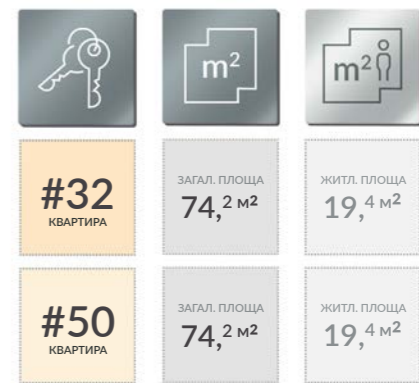 m²
m²
#32
КВАРТИРА
ЗАГАЛ. ПЛОЩА
74,2 м2
ЖИТЛ. ПЛОЩА
19,4 м2
#50
КВАРТИРА
ЗАГАЛ. ПЛОЩА
74,2 м2
ЖИТЛ. ПЛОЩА
19,4 м2